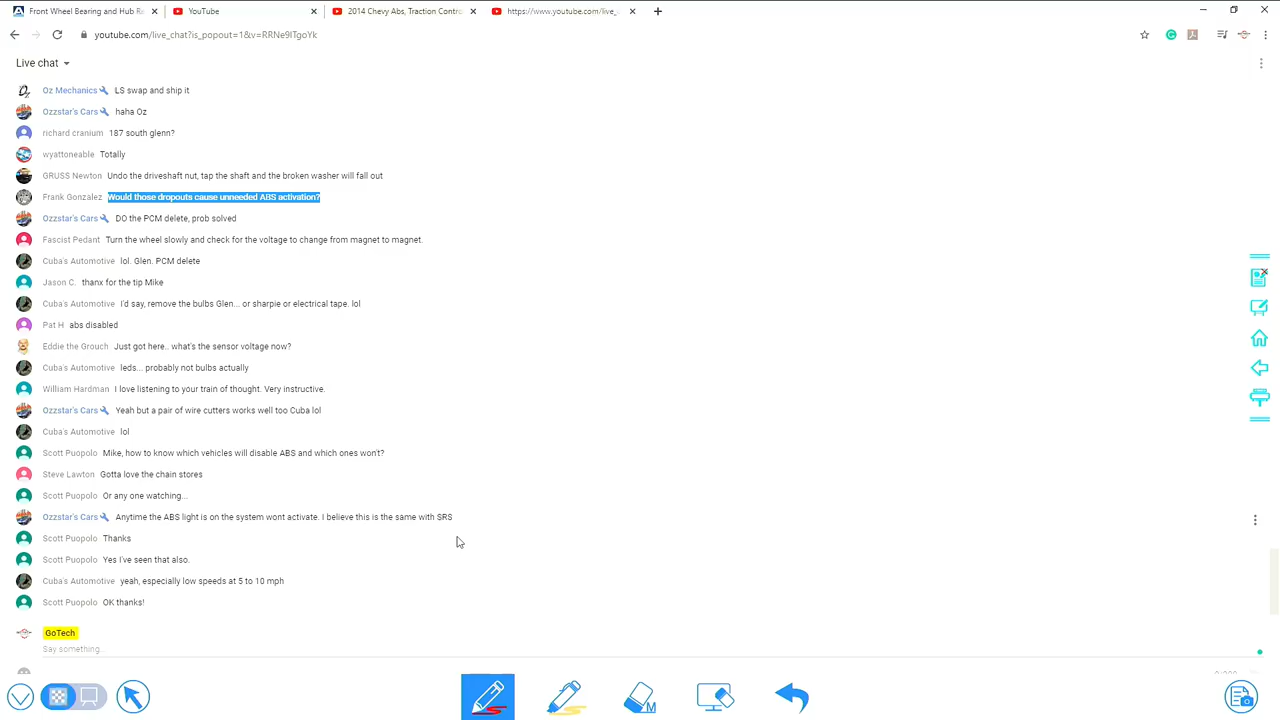 Front Wheel Bearing and Hub Re
YouTube
2014 Chevy Abs, Traction Contro
https://www.youtube.com/live_
youtube.com/live_chat?is_popout=1&v=RRNe9ITgoYk
Live chat
Oz Mechanics LS swap and ship it
Ozzstar's Cars haha Oz
richard cranium 187 south glenn?
wyattoneable Totally
GRUSS Newton Undo the driveshaft nut, tap the shaft and the broken washer will fall out
Frank Gonzalez Would those dropouts cause unneeded ABS activation?
Ozzstar's Cars DO the PCM delete, prob solved
Fascist Pedant Turn the wheel slowly and check for the voltage to change from magnet to magnet.
Cuba's Automotive lol. Glen. PCM delete
Jason C. thanx for the tip Mike
Cuba's Automotive I'd say, remove the bulbs Glen... or sharpie or electrical tape. lol
Pat H abs disabled
Eddie the Grouch Just got here.. what's the sensor voltage now?
Cuba's Automotive leds... probably not bulbs actually
William Hardman I love listening to your train of thought. Very instructive.
Ozzstar's Cars Yeah but a pair of wire cutters works well too Cuba lol
Cuba's Automotive lol
Scott Puopolo Mike, how to know which vehicles will disable ABS and which ones won't?
Steve Lawton Gotta love the chain stores
Scott Puopolo Or any one watching...
Ozzstar's Cars Anytime the ABS light is on the system wont activate. I believe this is the same with SRS
Scott Puopolo Thanks
Scott Puopolo Yes I've seen that also.
Cuba's Automotive yeah, especially low speeds at 5 to 10 mph
Scott Puopolo OK thanks!
GoTech
Say something...
M